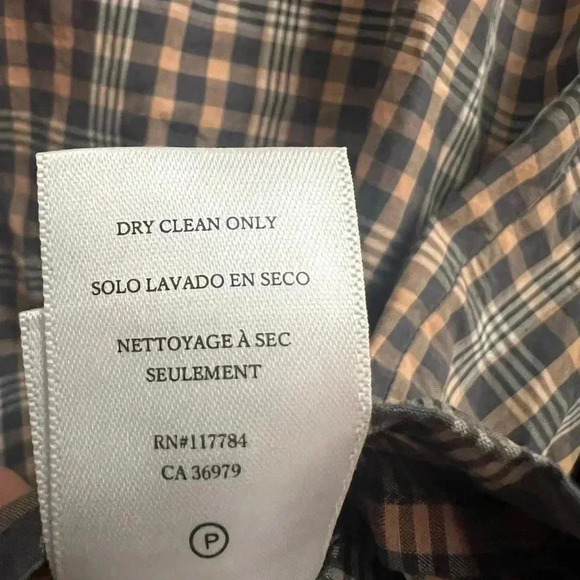 DRY CLEAN ONLY
SOLO LAVADO EN SECO
NETTOYAGE À SEC
SEULEMENT
RN#117784
CA 36979
P